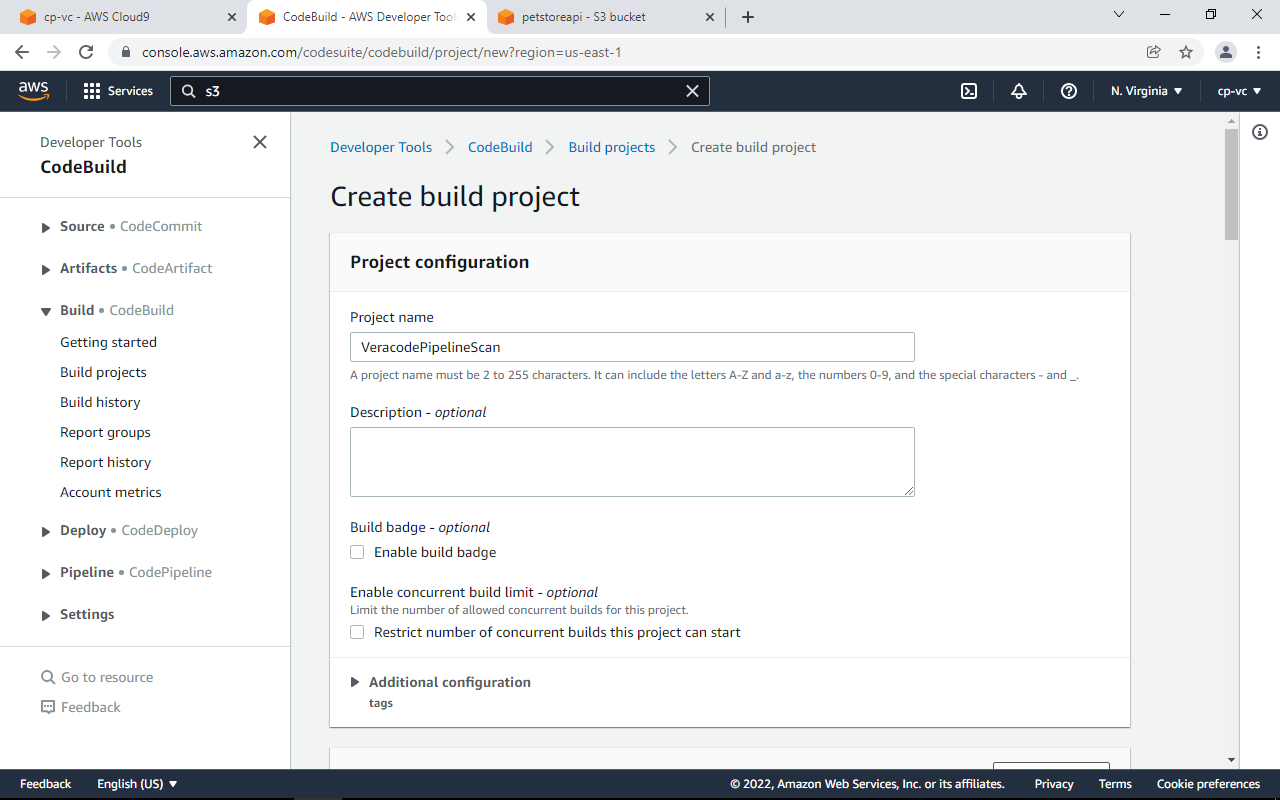 cp-vc - AWS Cloud9
CodeBuild - AWS Developer Tool
petstoreapi - S3 bucket
console.aws.amazon.com/codesuite/codebuild/project/new?region=us-east-1
aws
Services
s3
N. Virginia
cp-vc
Developer Tools
CodeBuild
Source • CodeCommit
Artifacts • CodeArtifact
Build • CodeBuild
Getting started
Build projects
Build history
Report groups
Report history
Account metrics
Deploy • CodeDeploy
Pipeline • CodePipeline
Settings
Go to resource
Feedback
Developer Tools > CodeBuild > Build projects > Create build project
Create build project
Project configuration
Project name
VeracodePipelineScan
A project name must be 2 to 255 characters. It can include the letters A-Z and a-z, the numbers 0-9, and the special characters - and _.
Description - optional
Build badge - optional
Enable build badge
Enable concurrent build limit - optional
Limit the number of allowed concurrent builds for this project.
Restrict number of concurrent builds this project can start
Additional configuration
tags
Feedback
English (US)
© 2022, Amazon Web Services, Inc. or its affiliates.
Privacy
Terms
Cookie preferences